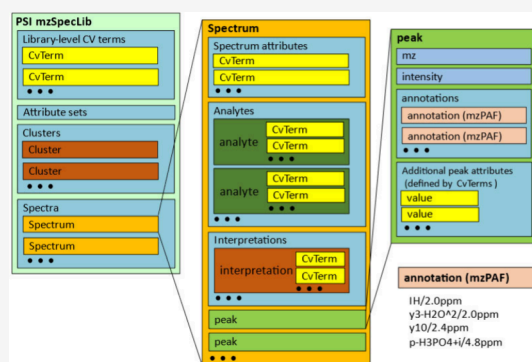 PSI mzSpecLib
Library-level CV terms
CvTerm
CvTerm
● ● ●
Attribute sets
Clusters
Cluster
Cluster
● ● ●
Spectra
Spectrum
Spectrum
● ● ●
Spectrum
Spectrum attributes
CvTerm
CvTerm
● ● ●
Analytes
analyte
CvTerm
CvTerm
● ● ●
analyte
CvTerm
CvTerm
● ● ●
● ● ●
Interpretations
interpretation
CvTerm
CvTerm
● ● ●
● ● ●
peak
peak
● ● ●
peak
mz
intensity
annotations
annotation (mzPAF)
annotation (mzPAF)
● ● ●
Additional peak attributes
(defined by CvTerms )
value
value
● ● ●
● ● ●
annotation (mzPAF)
IH/2.0ppm
y3-H2O^2/2.0ppm
y10/2.4ppm
p-H3PO4+i/4.8ppm